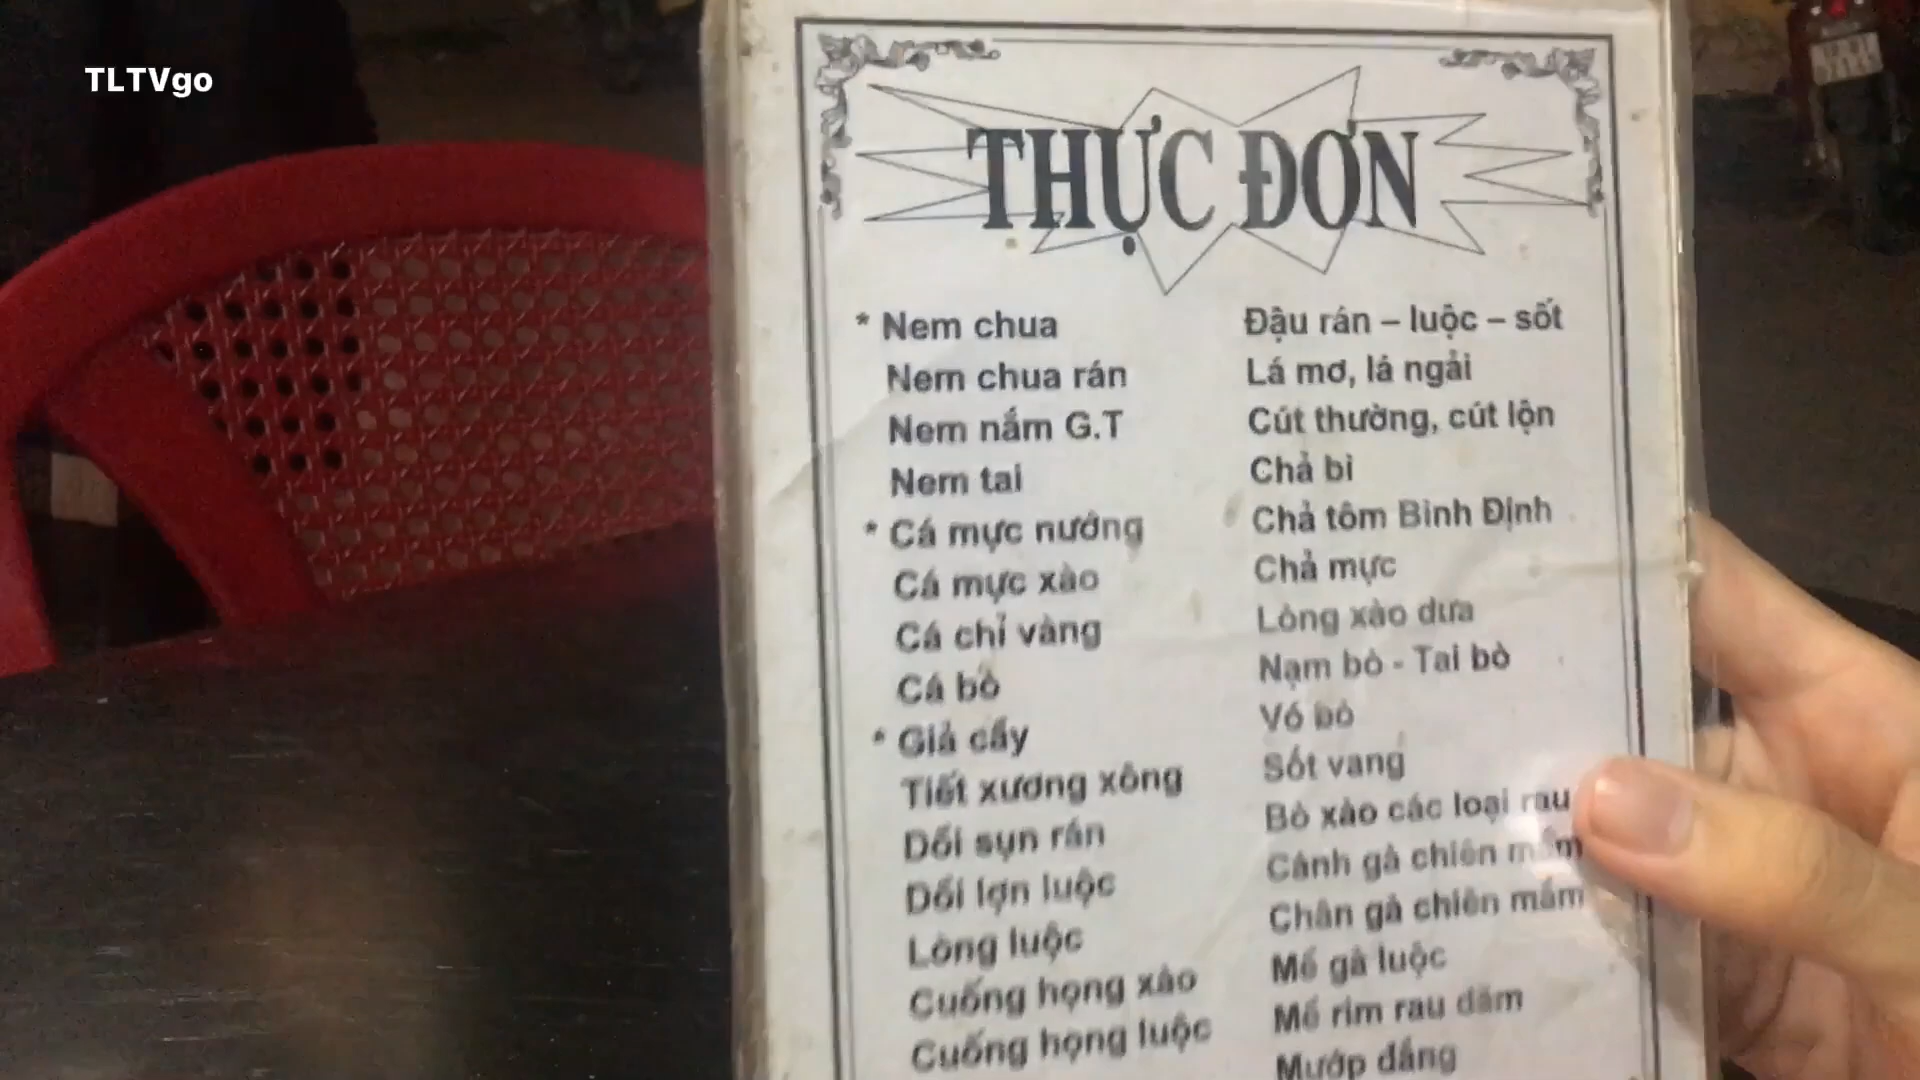 TLTVgo
THỰC ĐƠN
* Nem chua
Nem chua rán
Nem nắm G.T
Nem tai
* Cá mực nướng
Cá mực xào
Cá chỉ vàng
Cá bò
* Giả cầy
Tiết xương xông
Dồi sụn rán
Dồi lợn luộc
Lòng luộc
Cuống họng xào
Cuống họng luộc
Đậu rán – luộc – sốt
Lá mơ, lá ngải
Cút thường, cút lộn
Chả bì
Chả tôm Bình Định
Chả mực
Lòng xào dưa
Nạm bò - Tai bò
Vó bò
Sốt vang
Bò xào các loại rau
Cánh gà chiên mắm
Chân gà chiên mắm
Mề gà luộc
Mề rim rau dăm
Mướp đắng